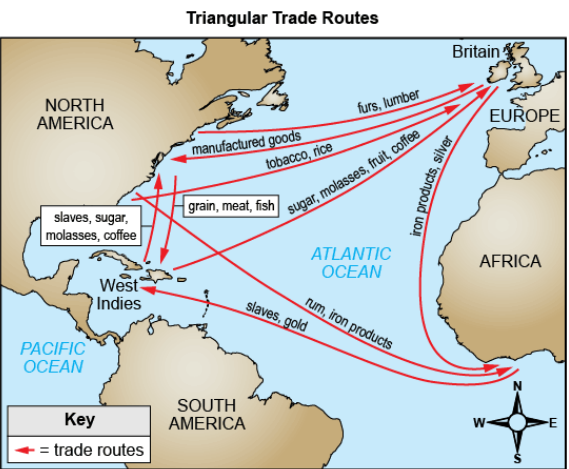 Triangular Trade Routes
Britain
NORTH
AMERICA
furs, lumber
EUROPE
manufactured goods
tobacco, rice
sugar, molasses, fruit, coffee
iron products, silver
grain, meat, fish
slaves, sugar,
molasses, coffee
ATLANTIC
OCEAN
AFRICA
West
Indies
slaves, gold
rum, iron products
PACIFIC
OCEAN
SOUTH
AMERICA
N
W
E
S
Key
= trade routes